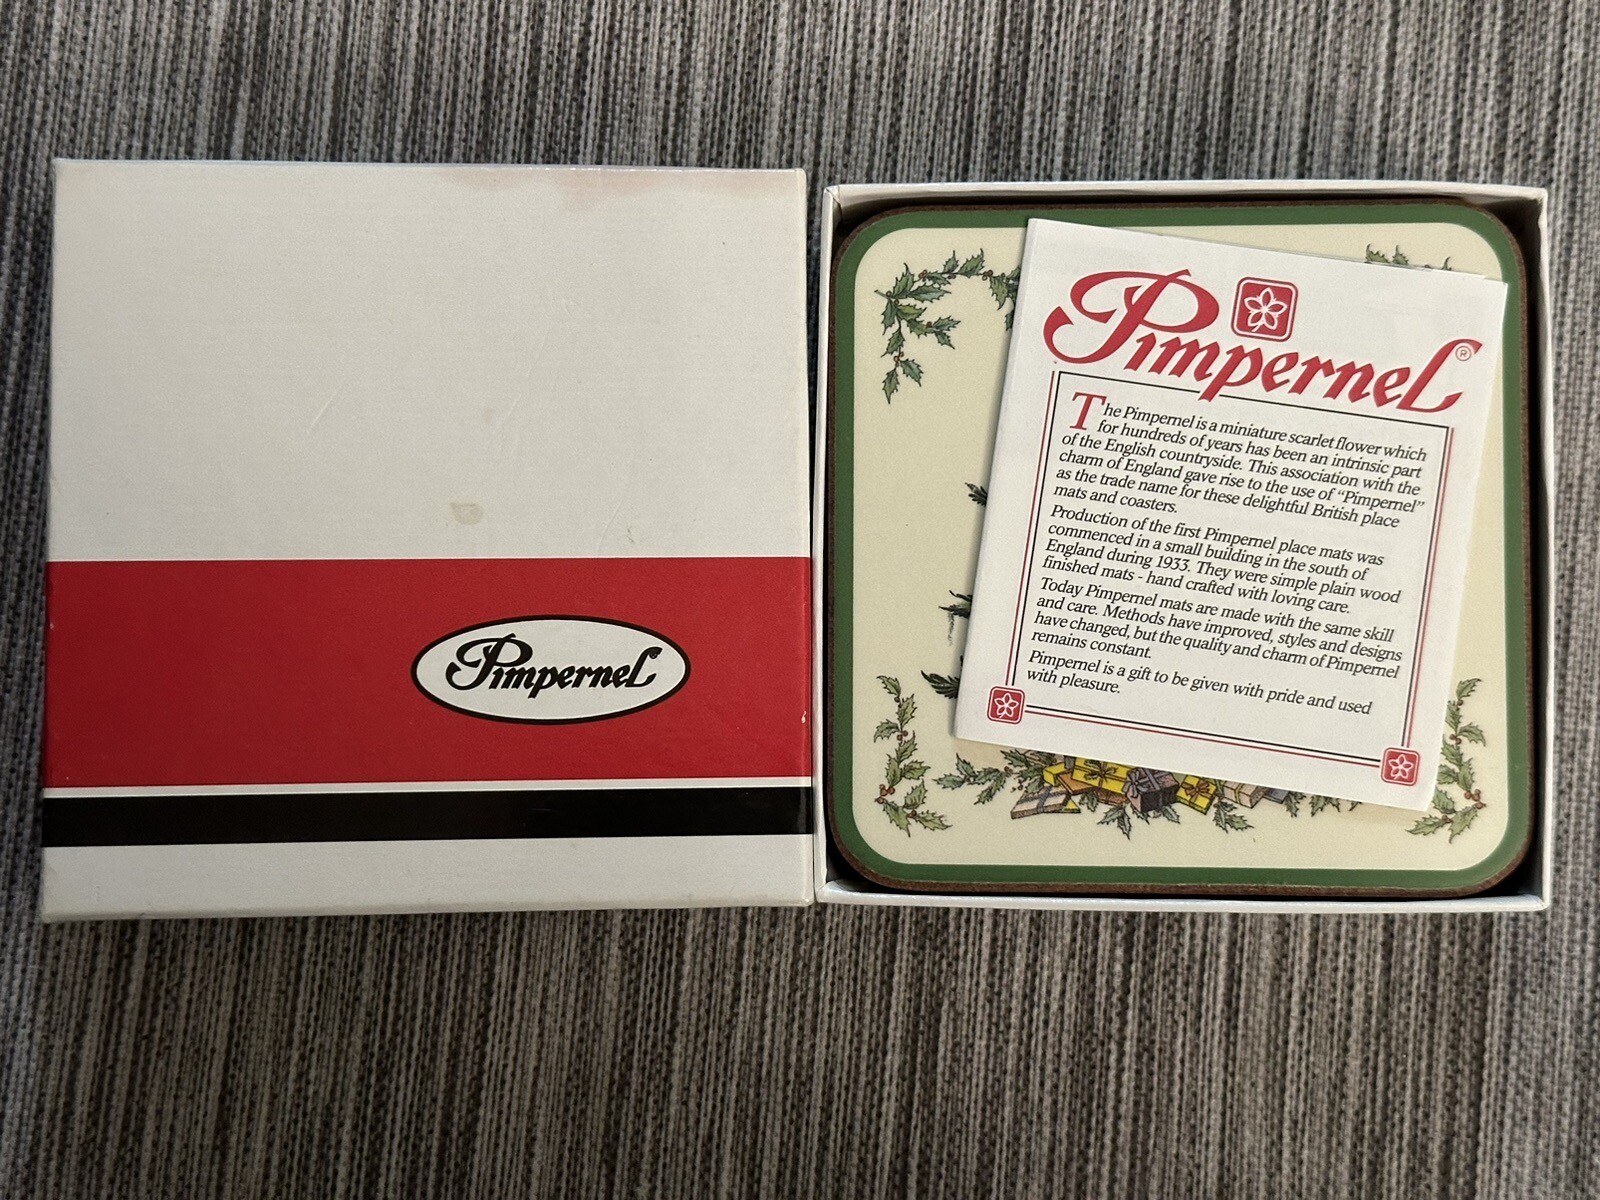 Pimpernel
Pimpernel®
The Pimpernel is a miniature scarlet flower which
for hundreds of years has been an intrinsic part
of the English countryside. This association with the
charm of England gave rise to the use of "Pimpernel"
as the trade name for these delightful British place
mats and coasters.
Production of the first Pimpernel place mats was
commenced in a small building in the south of
England during 1933. They were simple plain wood
finished mats - hand crafted with loving care.
Today Pimpernel mats are made with the same skill
and care. Methods have improved, styles and designs
have changed, but the quality and charm of Pimpernel
remains constant.
Pimpernel is a gift to be given with pride and used
with pleasure.